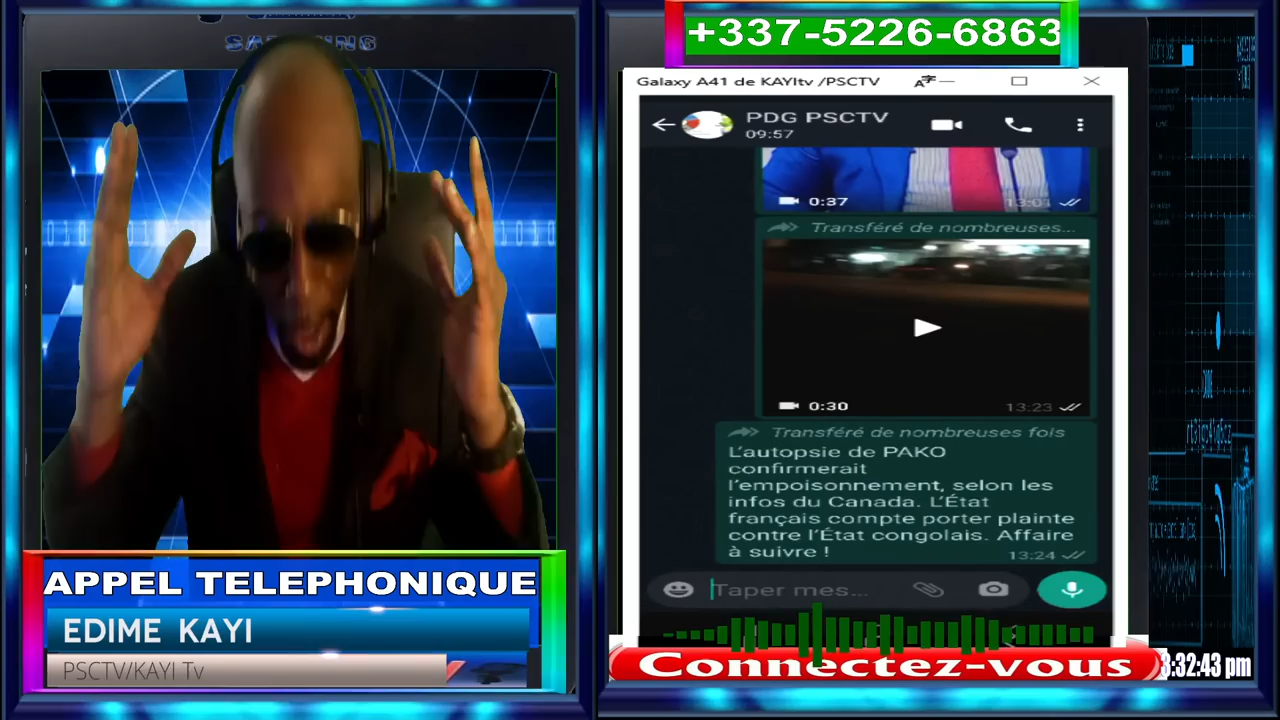 SAMSUNG
APPEL TELEPHONIQUE
EDIME KAYI
PSCTV/KAYI Tv
+337-5226-6863
Galaxy A41 de KAYItv /PSCTV
PDG PSCTV
09:57
0:37
13:03
Transféré de nombreuses...
0:30
13:23
Transféré de nombreuses fois
L'autopsie de PAKO
confirmerait
l'empoisonnement, selon les
infos du Canada. L'État
français compte porter plainte
contre l'État congolais. Affaire
à suivre !
13:24
Taper mes...
Connectez-vous
3:32:43 pm